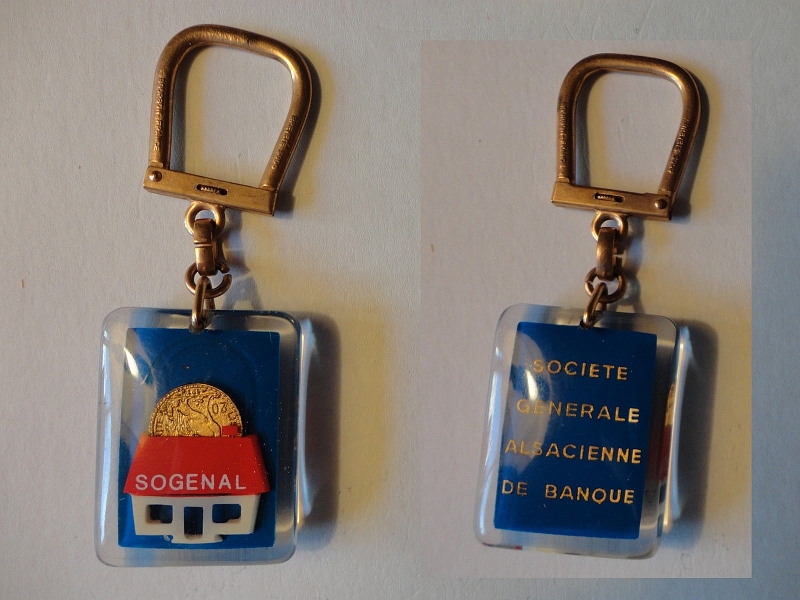 SOGENAL
SOCIETE
GENERALE
ALSACIENNE
DE BANQUE